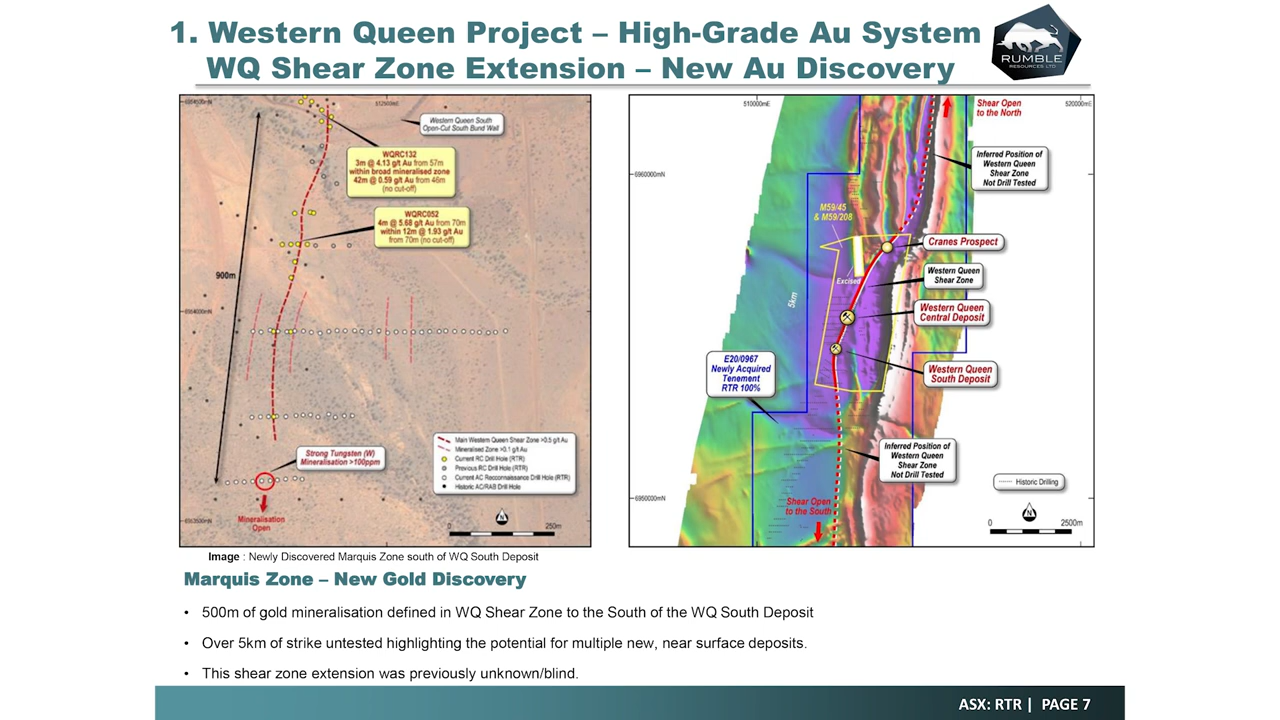 1. Western Queen Project – High-Grade Au System
WQ Shear Zone Extension – New Au Discovery
RUMBLE
RESOURCES LTD
Western Queen South
Open-Cut South Bund Wall
WQRC132
3m @ 4.13 g/t Au from 57m
within broad mineralised zone
42m @ 0.59 g/t Au from 46m
(no cut-off)
WQRC052
4m @ 5.68 g/t Au from 70m
within 12m @ 1.93 g/t Au
from 70m (no cut-off)
900m
Strong Tungsten (W)
Mineralisation >100ppm
Mineralisation
Open
Main Western Queen Shear Zone >0.5 g/t Au
Mineralised Zone >0.1 g/t Au
Current RC Drill Hole (RTR)
Previous RC Drill Hole (RTR)
Current AC Reconnaissance Drill Hole (RTR)
Historic AC/RAB Drill Hole
N
0 250m
510000mE
520000mE
Shear Open
to the North
6960000mN
Inferred Position of
Western Queen
Shear Zone
Not Drill Tested
M59/45
& M59/208
Cranes Prospect
Excised
Western Queen
Shear Zone
5km
Western Queen
Central Deposit
E20/0967
Newly Acquired
Tenement
RTR 100%
Western Queen
South Deposit
Inferred Position of
Western Queen
Shear Zone
Not Drill Tested
Historic Drilling
6950000mN
Shear Open
to the South
N
0 2500m
Image : Newly Discovered Marquis Zone south of WQ South Deposit
Marquis Zone – New Gold Discovery
• 500m of gold mineralisation defined in WQ Shear Zone to the South of the WQ South Deposit
• Over 5km of strike untested highlighting the potential for multiple new, near surface deposits.
• This shear zone extension was previously unknown/blind.
ASX: RTR | PAGE 7